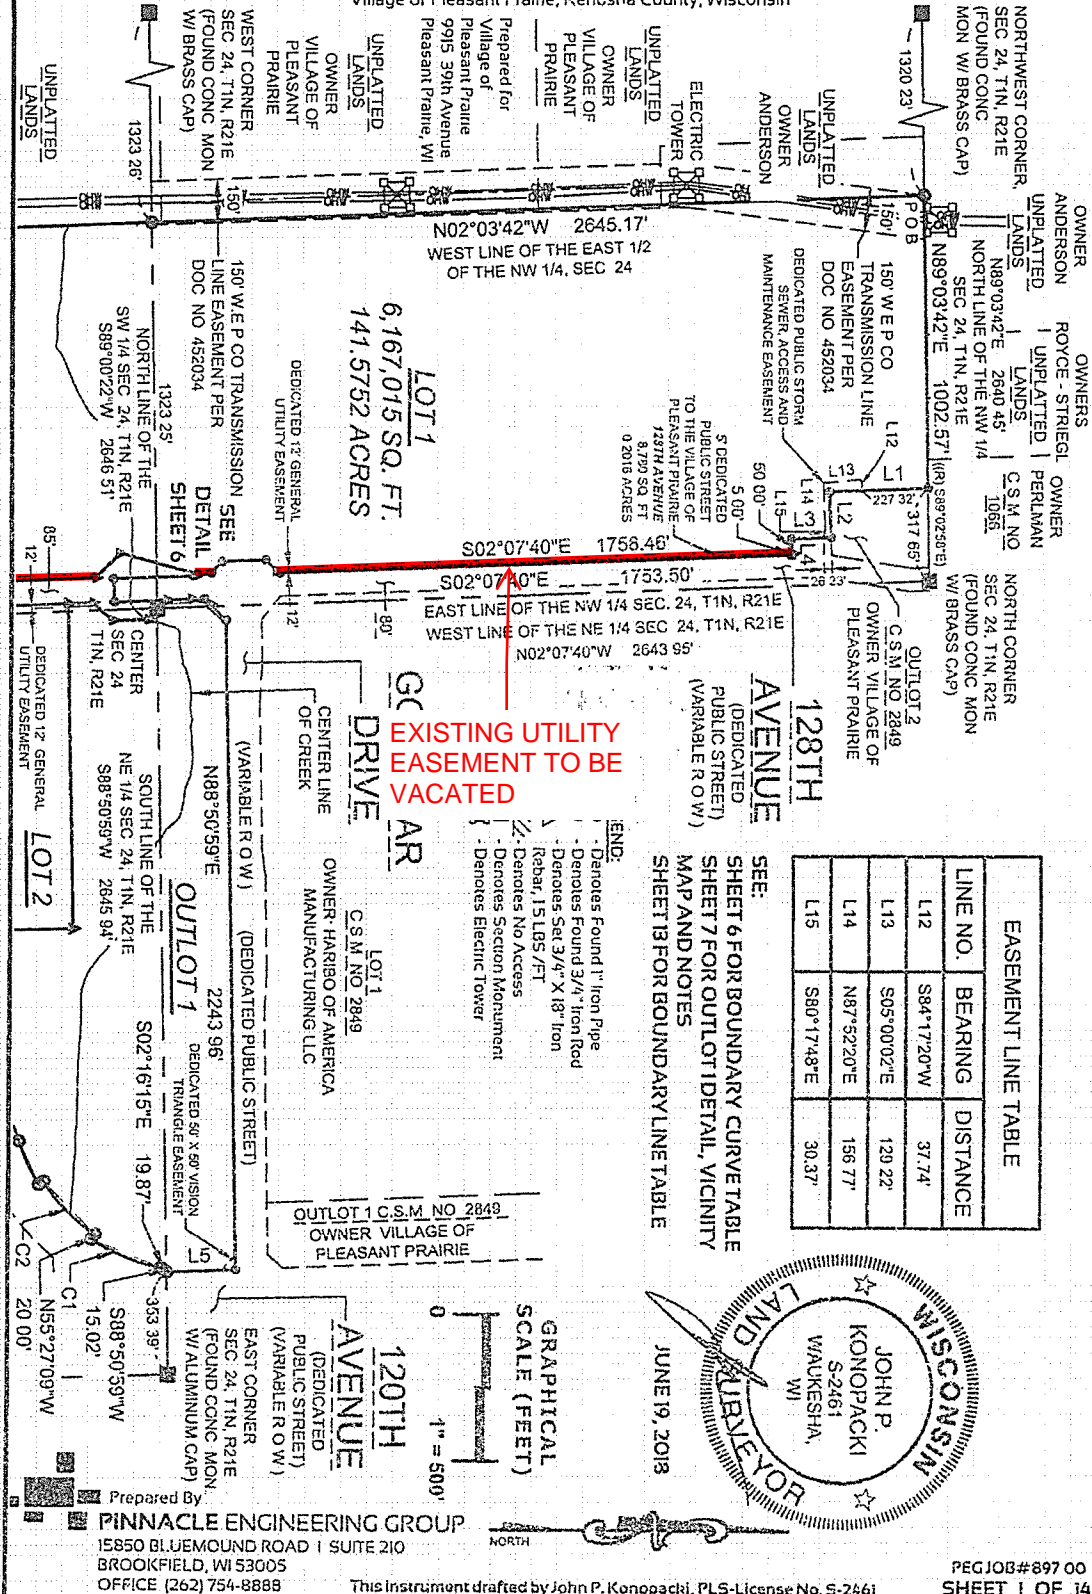 Village of Pleasant Prairie, Kenosha County, Wisconsin
NORTHWEST CORNER,
SEC 24, T1N, R21E
(FOUND CONC
MON W/ BRASS CAP)
1320 23'
OWNER
ANDERSON
UNPLATTED
LANDS
OWNERS
ROYCE - STRIEGL
UNPLATTED
LANDS
OWNER
PERLMAN
C S M NO
1066
NORTH CORNER
SEC 24, T1N, R21E
(FOUND CONC MON
W/ BRASS CAP)
N89°03'42"E 2640 45'
NORTH LINE OF THE NW 1/4
SEC 24, T1N, R21E
N89°03'42"E 1002.57'
((R) S89°02'50"E)
317 65'
P O B
UNPLATTED
LANDS
OWNER
ANDERSON
150'
150' W E P CO
TRANSMISSION LINE
EASEMENT PER
DOC NO 452034
L12
L1
227 32'
L13
L2
L14
L3
L15
L4
26 23'
OUTLOT 2
C S M NO 2849
OWNER VILLAGE OF
PLEASANT PRAIRIE
DEDICATED PUBLIC STORM
SEWER, ACCESS AND
MAINTENANCE EASEMENT
ELECTRIC
TOWER
UNPLATTED
LANDS
OWNER
VILLAGE OF
PLEASANT
PRAIRIE
Prepared for
Village of
Pleasant Prairie
9915 39th Avenue
Pleasant Prairie, WI
UNPLATTED
LANDS
OWNER
VILLAGE OF
PLEASANT
PRAIRIE
N02°03'42"W 2645.17'
WEST LINE OF THE EAST 1/2
OF THE NW 1/4, SEC 24
50 00'
5 00'
5' DEDICATED
PUBLIC STREET
TO THE VILLAGE OF
PLEASANT PRAIRIE
128TH AVENUE
8,780 SQ FT
0 2016 ACRES
128TH
AVENUE
(DEDICATED
PUBLIC STREET)
(VARIABLE R O W)
LOT 1
6,167,015 SQ. FT.
141.5752 ACRES
DEDICATED 12' GENERAL
UTILITY EASEMENT
S02°07'40"E 1758.46'
S02°07'40"E 1753.50'
EAST LINE OF THE NW 1/4 SEC. 24, T1N, R21E
WEST LINE OF THE NE 1/4 SEC 24, T1N, R21E
N02°07'40"W 2643 95'
12'
80'
EXISTING UTILITY
EASEMENT TO BE
VACATED
AR
DRIVE
CENTER LINE
OF CREEK
WEST CORNER
SEC 24, T1N, R21E
(FOUND CONC MON
W/ BRASS CAP)
1323 26'
UNPLATTED
LANDS
150'
150' W.E P CO TRANSMISSION
LINE EASEMENT PER
DOC NO 452034
1323 25'
NORTH LINE OF THE
SW 1/4 SEC 24, T1N, R21E
S89°00'22"W 2646 51'
SEE
DETAIL
SHEET 6
85'
12'
CENTER
SEC 24
T1N, R21E
DEDICATED 12' GENERAL
UTILITY EASEMENT
(VARIABLE R O W)
(DEDICATED PUBLIC STREET)
N88°50'59"E 2243 96'
SOUTH LINE OF THE
NE 1/4 SEC 24, T1N, R21E
S88°50'59"W 2645 94'
LOT 2
OUTLOT 1
S02°16'15"E 19.87'
DEDICATED 50' X 50' VISION
TRIANGLE EASEMENT
L5
LOT 1
C S M NO 2849
OWNER: HARIBO OF AMERICA
MANUFACTURING LLC
END:
- Denotes Found 1" Iron Pipe
- Denotes Found 3/4" Iron Rod
- Denotes Set 3/4" X 18" Iron
Rebar, 1 5 LBS /FT
- Denotes No Access
- Denotes Section Monument
- Denotes Electric Tower
SEE:
SHEET 6 FOR BOUNDARY CURVE TABLE
SHEET 7 FOR OUTLOT 1 DETAIL, VICINITY
MAP AND NOTES
SHEET 13 FOR BOUNDARY LINE TABLE
EASEMENT LINE TABLE
LINE NO. BEARING DISTANCE
L12 S84°17'20"W 37.74'
L13 S05°00'02"E 129 22'
L14 N87°52'20"E 156 77'
L15 S80°17'48"E 30.37'
OUTLOT 1 C.S.M NO 2849
OWNER VILLAGE OF
PLEASANT PRAIRIE
C2
C1
353 39'
S88°50'59"W
15.02'
N55°27'09"W
20 00'
120TH
AVENUE
(DEDICATED
PUBLIC STREET)
(VARIABLE R O W)
EAST CORNER
SEC 24, T1N, R21E
(FOUND CONC MON.
W/ ALUMINUM CAP)
GRAPHICAL
SCALE (FEET)
0 1" = 500'
WISCONSIN
JOHN P.
KONOPACKI
S-2461
WAUKESHA,
WI
LAND SURVEYOR
JUNE 19, 2018
NORTH
Prepared By
PINNACLE ENGINEERING GROUP
15850 BLUEMOUND ROAD | SUITE 210
BROOKFIELD, WI 53005
OFFICE (262) 754-8888
This instrument drafted by John P. Konopacki, PLS-License No. S-2461
PEG JOB#897 00
SHEET 1 OF 14